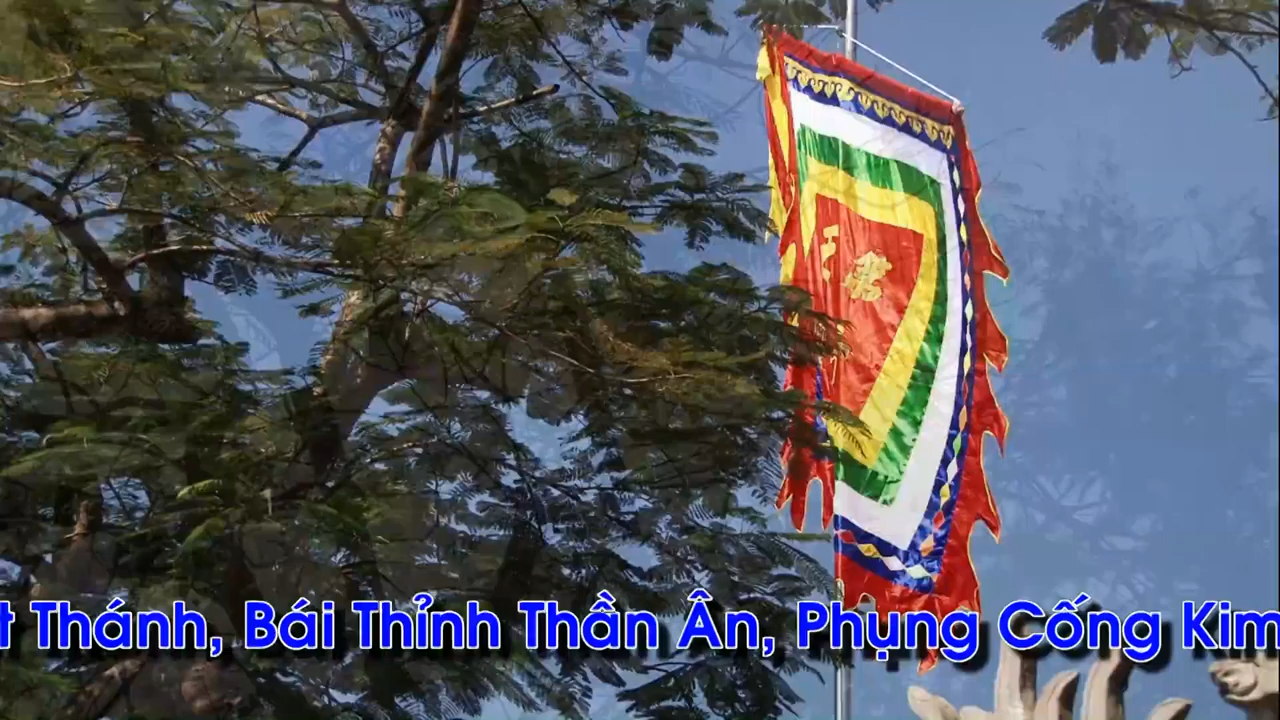 Thánh, Bái Thỉnh Thần Ân, Phụng Cống Kim